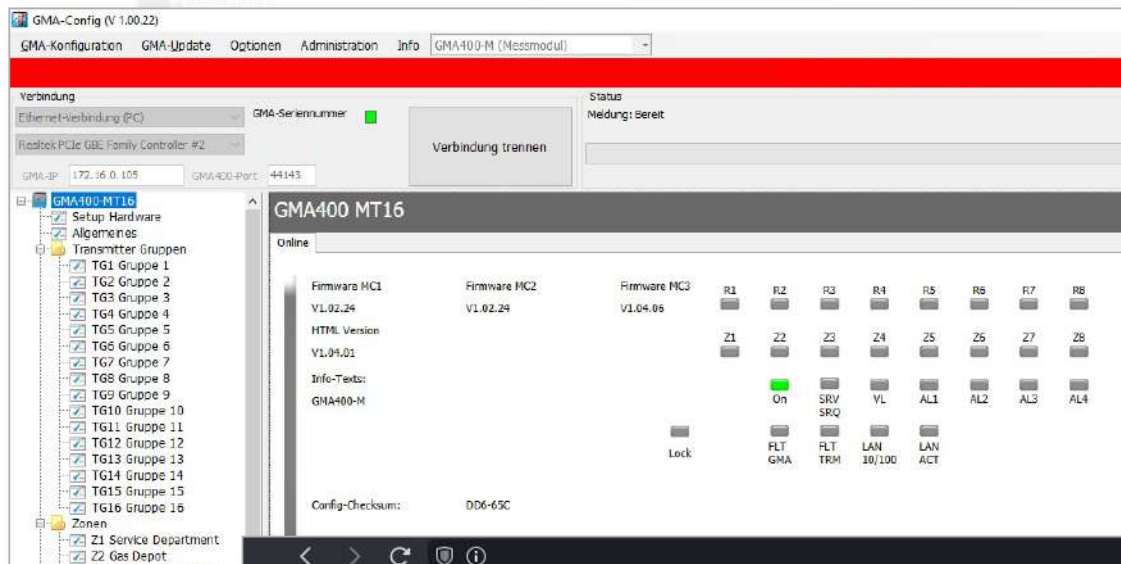 GMA-Config (V 1.00.22)
GMA-Konfiguration GMA-Update Optionen Administration Info GMA400-M (Messmodul)
Verbindung
Status
Ethernet-Verbindung (PC)
GMA-Seriennummer
Meldung: Bereit
Realtek PCIe GBE Family Controller #2
Verbindung trennen
GMA-IP 172.16.0.105 GMA400-Port 44143
GMA400-MT16
Setup Hardware
Allgemeines
Transmitter Gruppen
TG1 Gruppe 1
TG2 Gruppe 2
TG3 Gruppe 3
TG4 Gruppe 4
TG5 Gruppe 5
TG6 Gruppe 6
TG7 Gruppe 7
TG8 Gruppe 8
TG9 Gruppe 9
TG10 Gruppe 10
TG11 Gruppe 11
TG12 Gruppe 12
TG13 Gruppe 13
TG14 Gruppe 14
TG15 Gruppe 15
TG16 Gruppe 16
Zonen
Z1 Service Department
Z2 Gas Depot
GMA400 MT16
Online
Firmware MC1 Firmware MC2 Firmware MC3
V1.02.24 V1.02.24 V1.04.06
HTML Version
V1.04.01
Info-Texts:
GMA400-M
Config-Checksum: DD6-65C
R1 R2 R3 R4 R5 R6 R7 R8
Z1 Z2 Z3 Z4 Z5 Z6 Z7 Z8
On SRV SRQ VL AL1 AL2 AL3 AL4
Lock FLT GMA FLT TRM LAN 10/100 LAN ACT